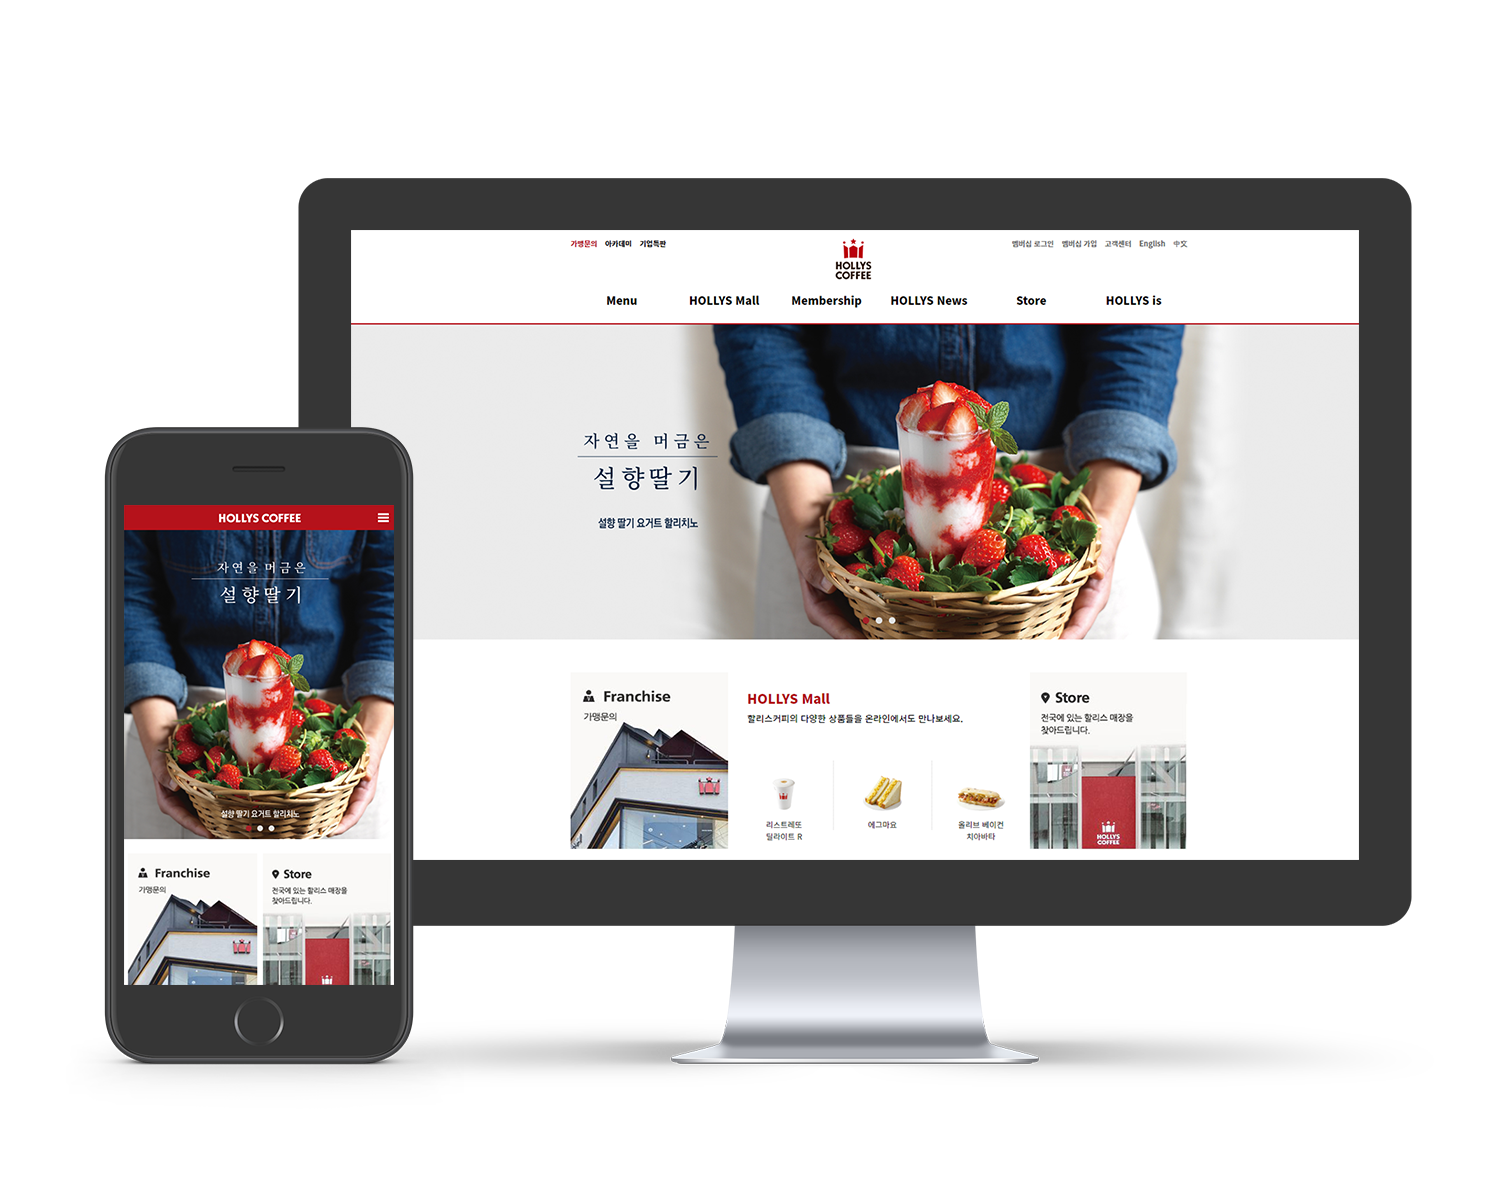 가맹문의 아카데미 기업특판
멤버십 로그인 멤버십 가입 고객센터 English 中文
HOLLYS
COFFEE
Menu HOLLYS Mall Membership HOLLYS News Store HOLLYS is
자연을 머금은
설향딸기
설향 딸기 요거트 할리치노
Franchise
가맹문의
HOLLYS Mall
할리스커피의 다양한 상품들을 온라인에서도 만나보세요.
리스트레또
딜라이트 R
에그마요
올리브 베이컨
치아바타
Store
전국에 있는 할리스 매장을
찾아드립니다.
HOLLYS
COFFEE
HOLLYS COFFEE
자연을 머금은
설향딸기
설향 딸기 요거트 할리치노
Franchise
가맹문의
Store
전국에 있는 할리스 매장을
찾아드립니다.